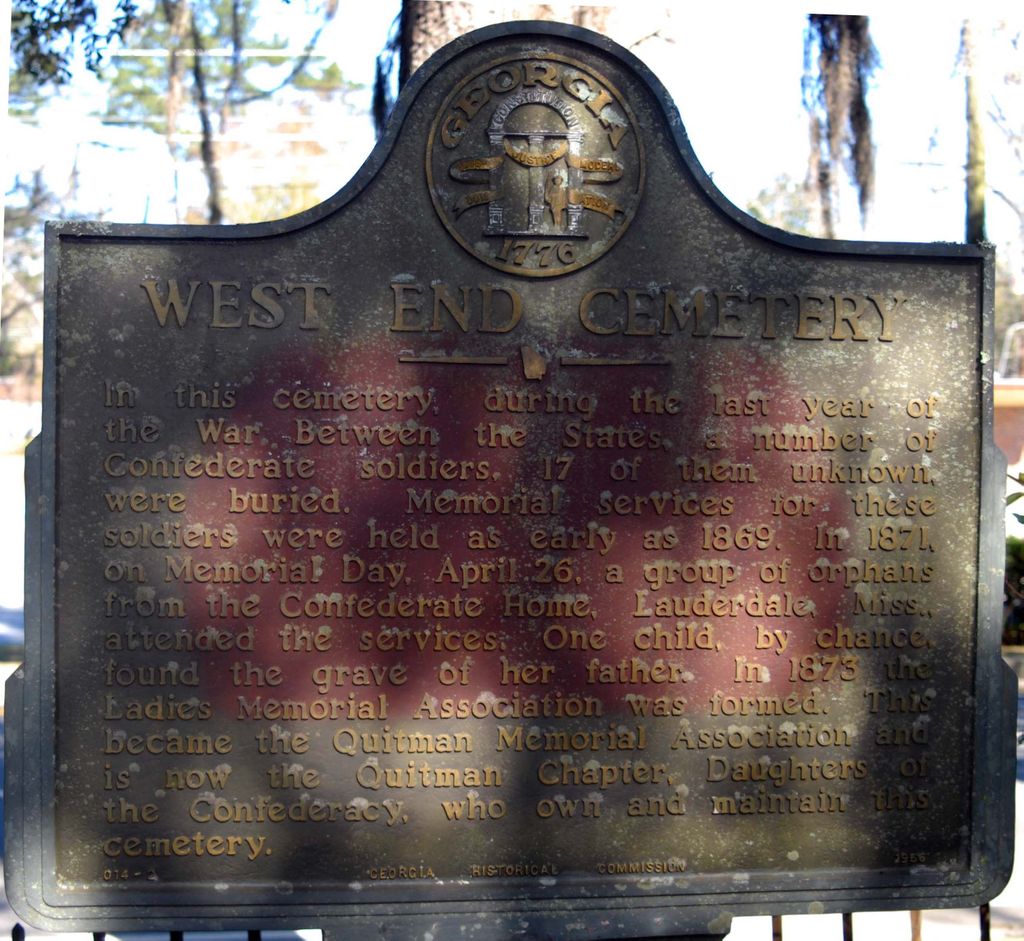 GEORGIA
CONSTITUTION
JUSTICE
1776
WEST END CEMETERY
In this cemetery, during the last year of
the War Between the States, a number of
Confederate soldiers, 17 of them unknown,
were buried. Memorial services for these
soldiers were held as early as 1869. In 1871,
on Memorial Day, April 26, a group of orphans
from the Confederate Home, Lauderdale, Miss.,
attended the services. One child, by chance,
found the grave of her father. In 1873 the
Ladies Memorial Association was formed. This
became the Quitman Memorial Association and
is now the Quitman Chapter, Daughters of
the Confederacy, who own and maintain this
cemetery.
014-2 GEORGIA HISTORICAL COMMISSION 1956